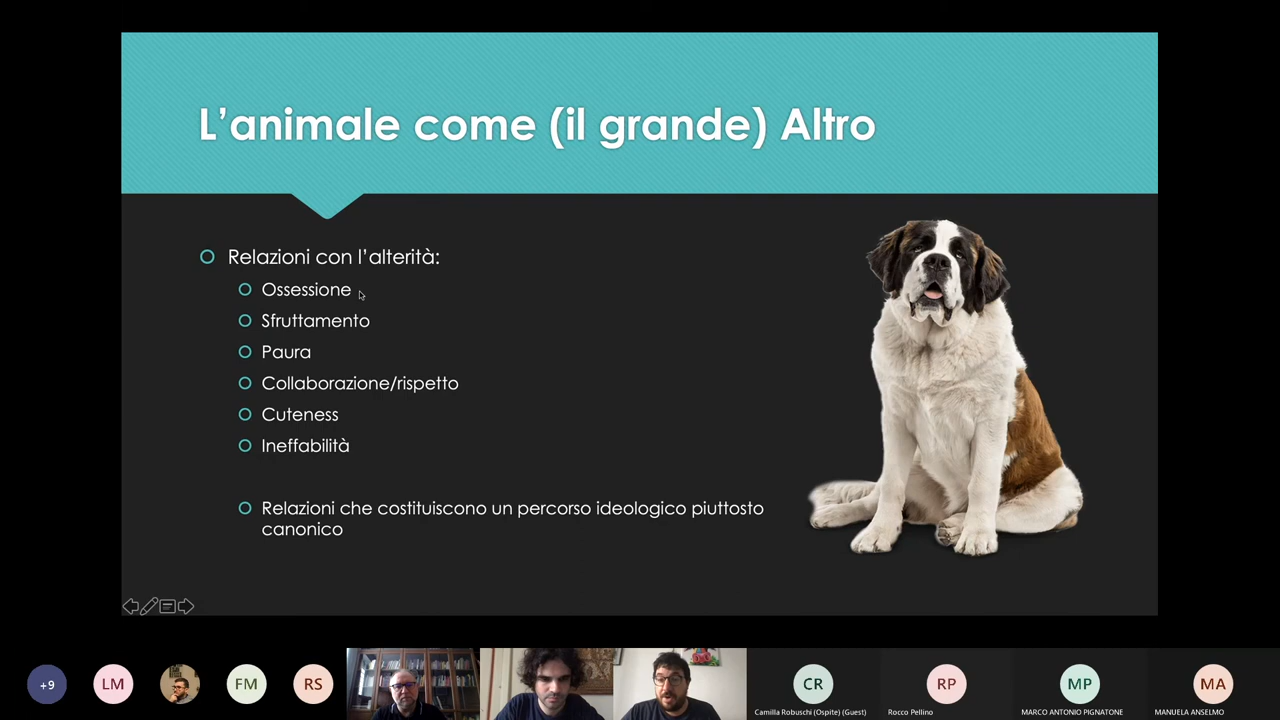 L’animale come (il grande) Altro
Relazioni con l’alterità:
Ossessione
Sfruttamento
Paura
Collaborazione/rispetto
Cuteness
Ineffabilità
Relazioni che costituiscono un percorso ideologico piuttosto
canonico
+9
LM
FM
RS
CR
RP
MP
MA
Camilla Robuschi (Ospite) (Guest)
Rocco Pellino
MARCO ANTONIO PIGNATONE
MANUELA ANSELMO